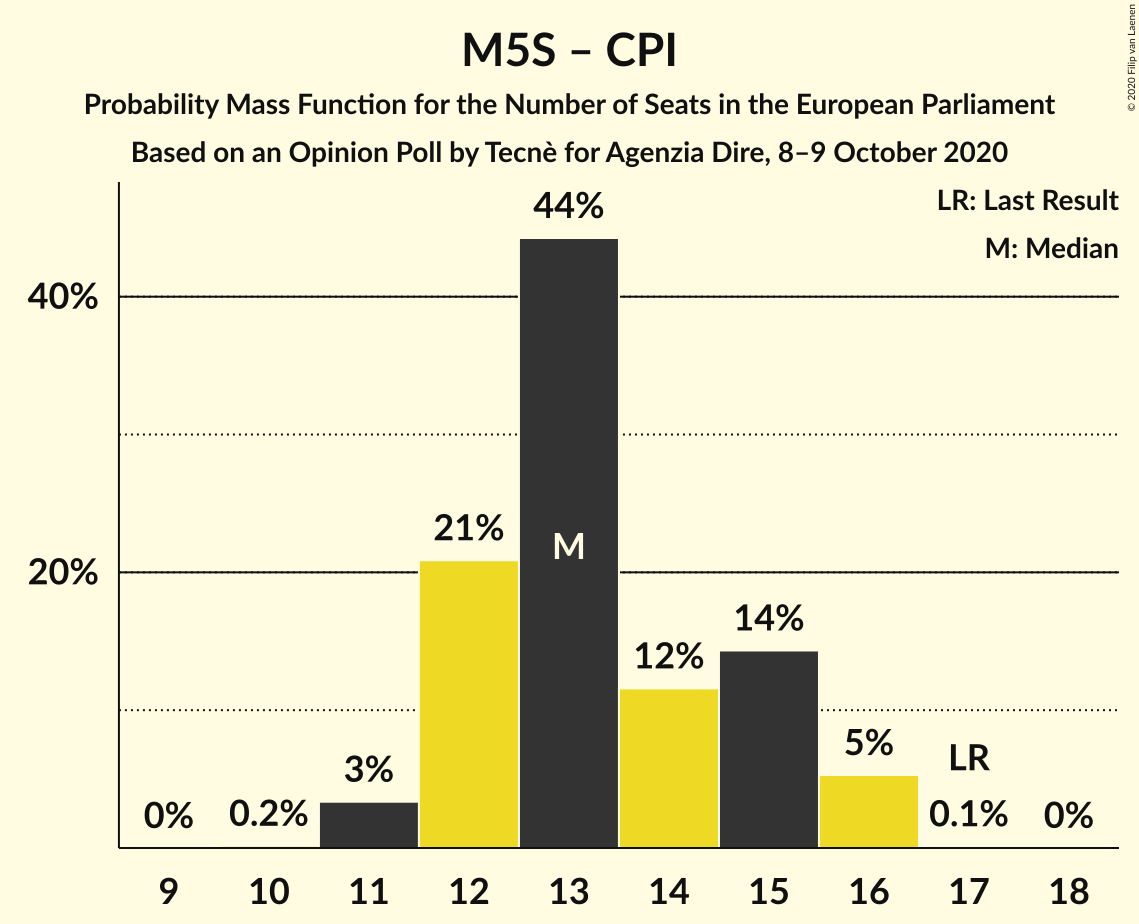 M5S – CPI
Probability Mass Function for the Number of Seats in the European Parliament
Based on an Opinion Poll by Tecnè for Agenzia Dire, 8–9 October 2020
© 2020 Filip van Laenen
LR: Last Result
M: Median
44%
40%
21%
M
20%
14%
12%
5%
LR
3%
0%
0.2%
0.1%
0%
9 10 11 12 13 14 15 16 17 18